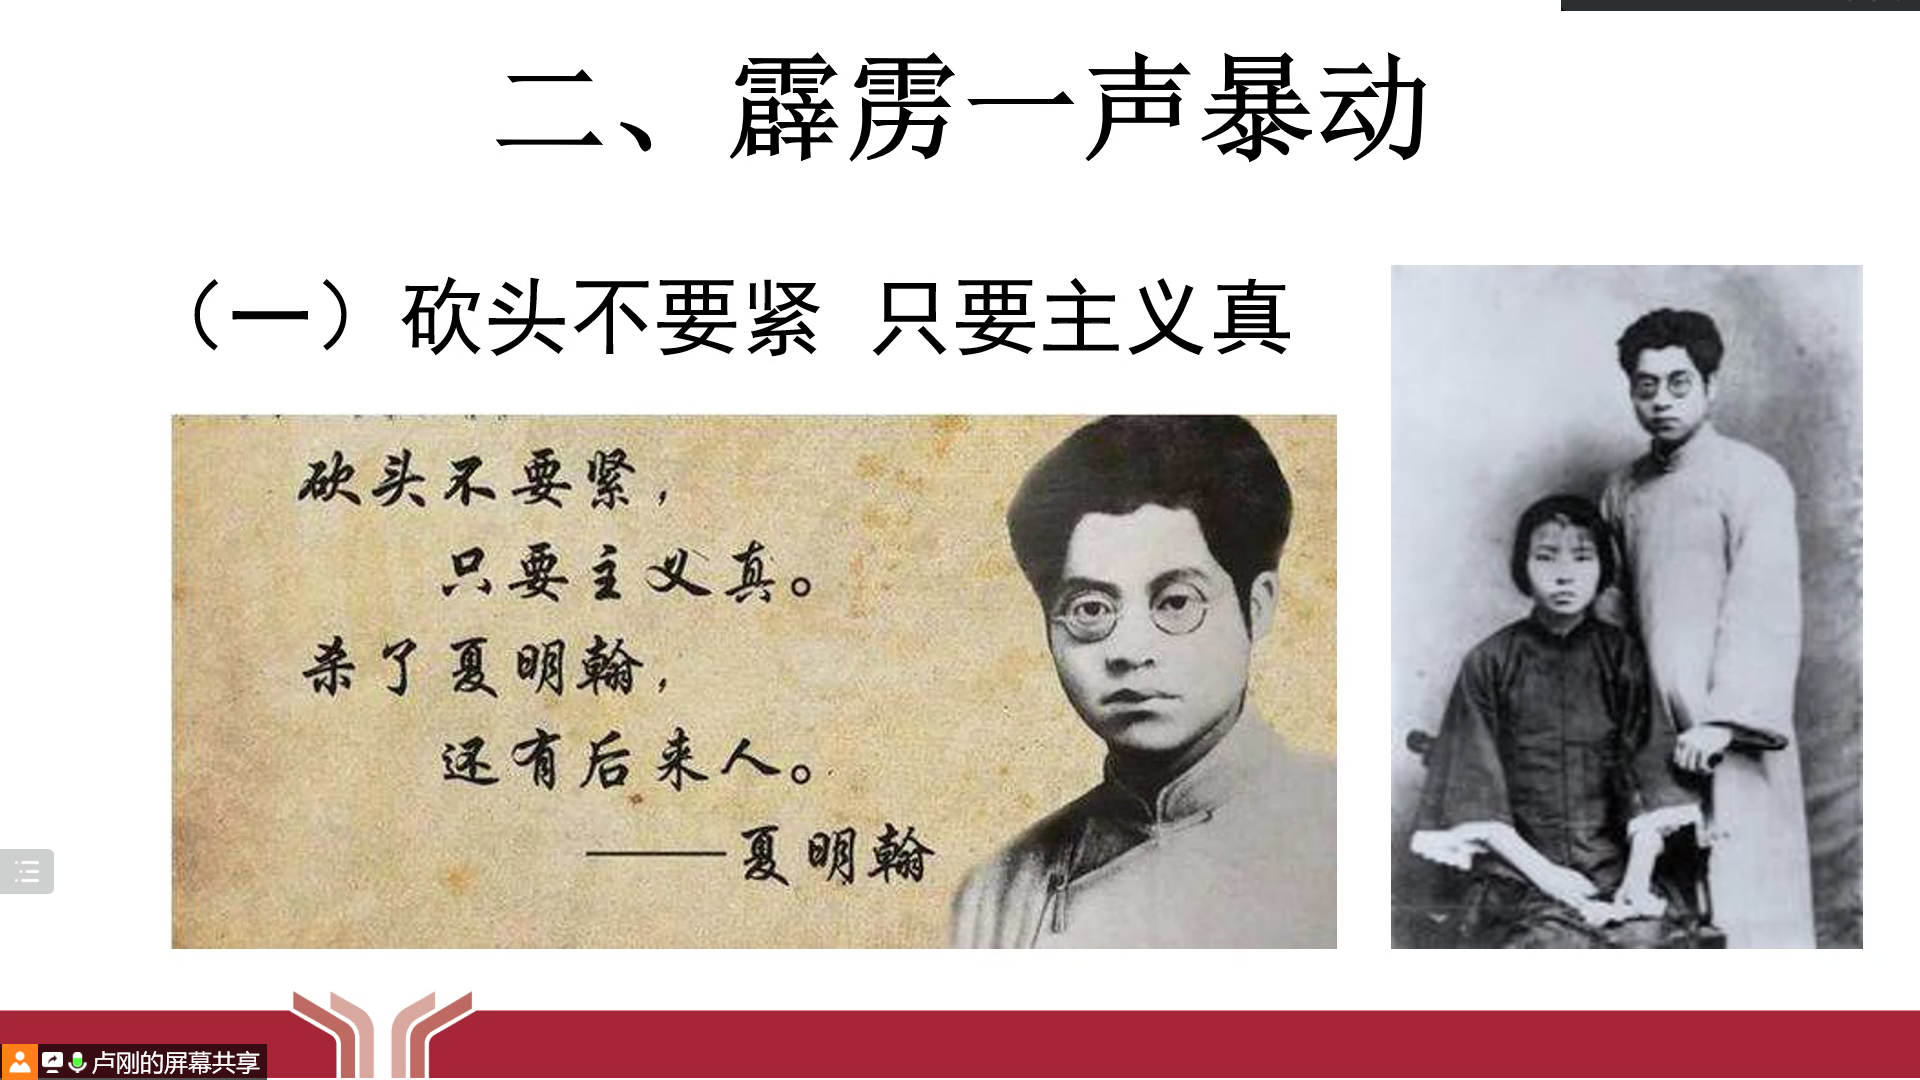 二、霹雳一声暴动
（一）砍头不要紧 只要主义真
砍头不要紧，
只要主义真。
杀了夏明翰，
还有后来人。
——夏明翰
卢刚的屏幕共享